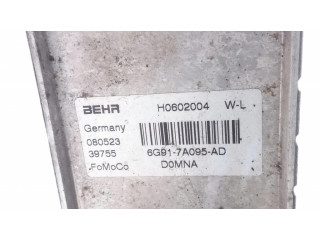 BEHR H0602004 W-L
Germany
080523
39755 6G91-7A095-AD
FoMoCo D0MNA